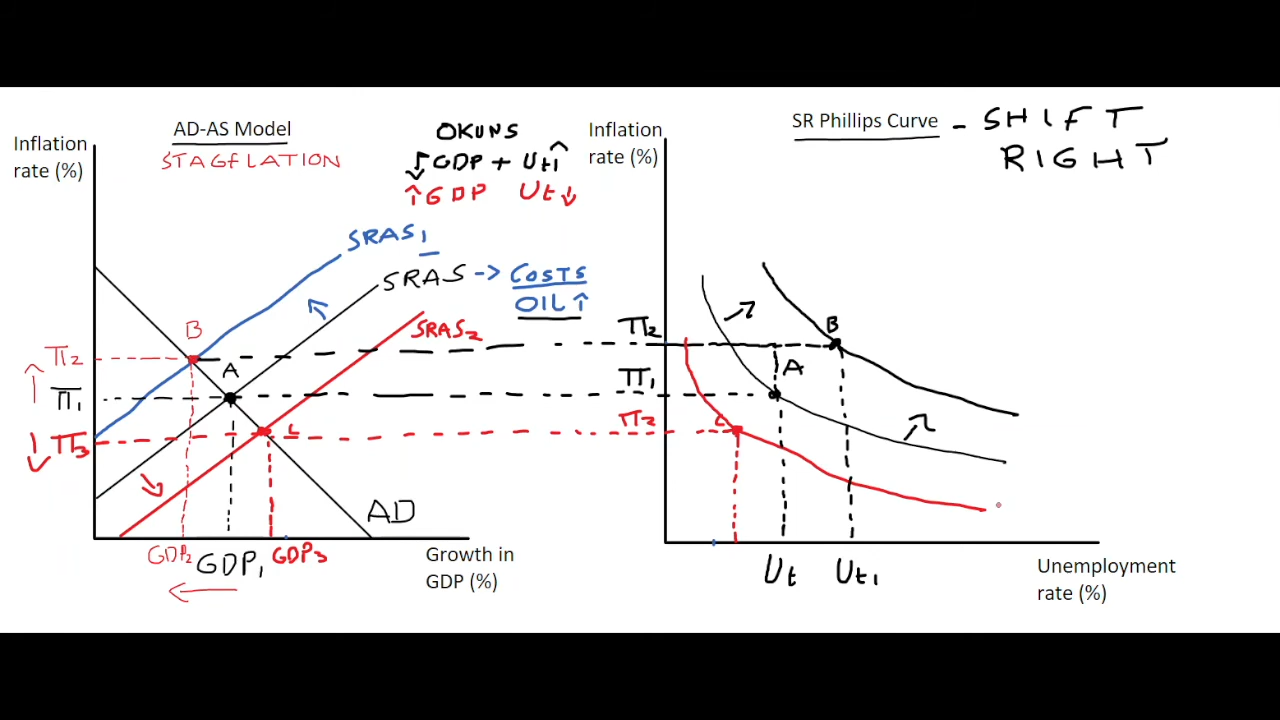 AD-AS Model
STAGFLATION
Inflation
rate (%)
OKUNS
↓GDP + Ut1^
↑GDP Ut↓
SRAS1
SRAS -> COSTS
OIL ↑
SRAS2
B
A
C
π2
π1
π3
AD
GDP2
GDP1
GDP3
Growth in
GDP (%)
SR Phillips Curve - SHIFT
RIGHT
Inflation
rate (%)
π2
π1
π2
B
A
C
Ut
Ut1
Unemployment
rate (%)